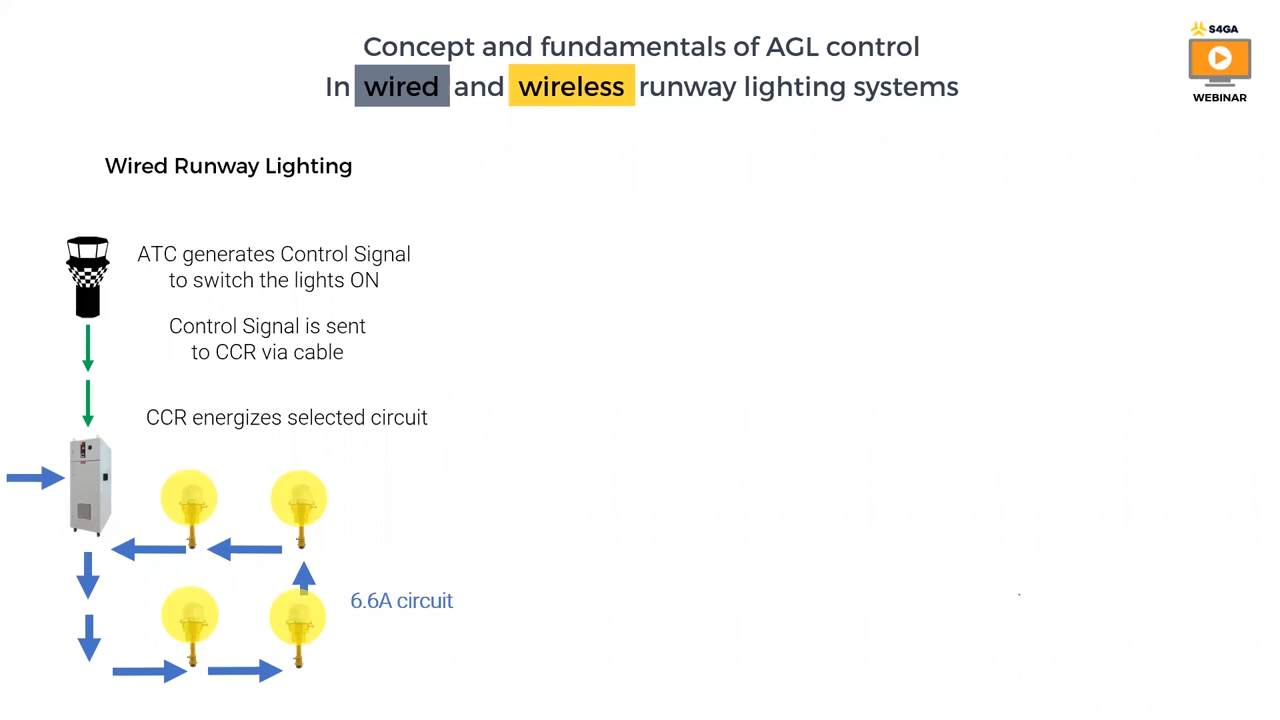 Concept and fundamentals of AGL control
In wired and wireless runway lighting systems
S4GA
WEBINAR
Wired Runway Lighting
ATC generates Control Signal
to switch the lights ON
Control Signal is sent
to CCR via cable
CCR energizes selected circuit
6.6A circuit